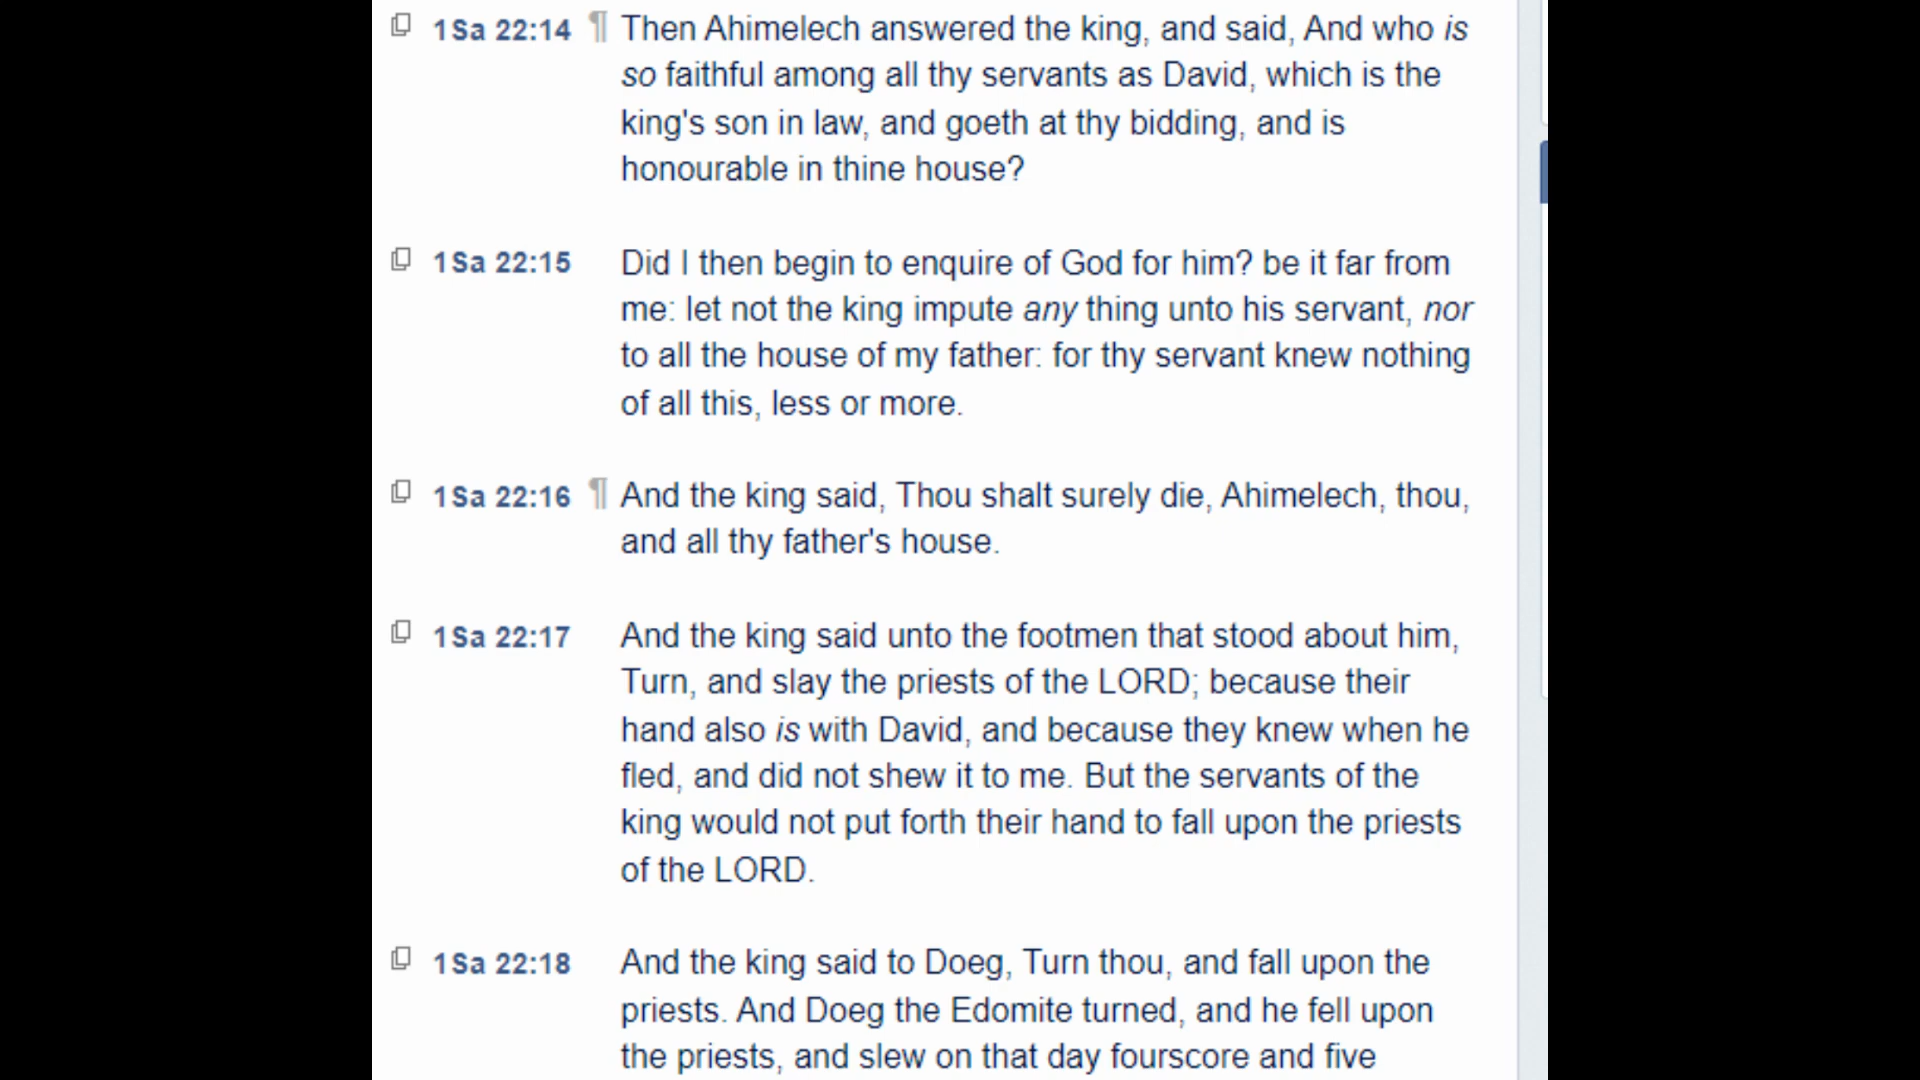 1Sa 22:14 ¶ Then Ahimelech answered the king, and said, And who is
so faithful among all thy servants as David, which is the
king's son in law, and goeth at thy bidding, and is
honourable in thine house?
1Sa 22:15 Did I then begin to enquire of God for him? be it far from
me: let not the king impute any thing unto his servant, nor
to all the house of my father: for thy servant knew nothing
of all this, less or more.
1Sa 22:16 ¶ And the king said, Thou shalt surely die, Ahimelech, thou,
and all thy father's house.
1Sa 22:17 And the king said unto the footmen that stood about him,
Turn, and slay the priests of the LORD; because their
hand also is with David, and because they knew when he
fled, and did not shew it to me. But the servants of the
king would not put forth their hand to fall upon the priests
of the LORD.
1Sa 22:18 And the king said to Doeg, Turn thou, and fall upon the
priests. And Doeg the Edomite turned, and he fell upon
the priests, and slew on that day fourscore and five